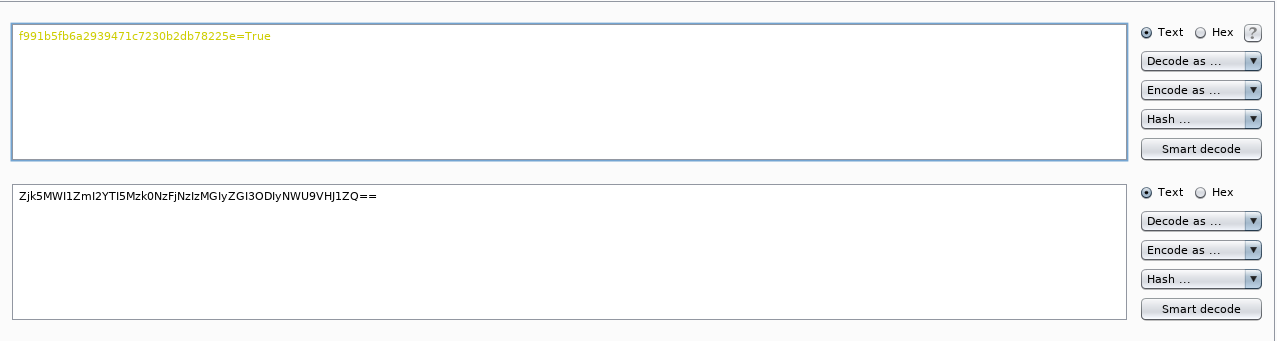 f991b5fb6a2939471c7230b2db78225e=True
Text Hex ?
Decode as ...
Encode as ...
Hash ...
Smart decode
Zjk5MWI1ZmI2YTI5Mzk0NzFjNzIzMGIyZGI3ODIyNWU9VHJ1ZQ==
Text Hex
Decode as ...
Encode as ...
Hash ...
Smart decode